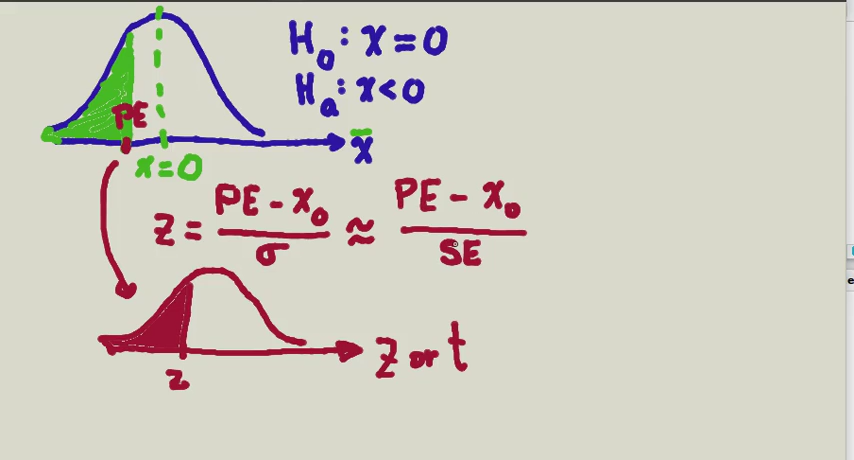 H₀: x = 0
Hₐ: x < 0
PE
x̄
x = 0
z = (PE - x₀)/σ ≈ (PE - x₀)/SE
z or t
z